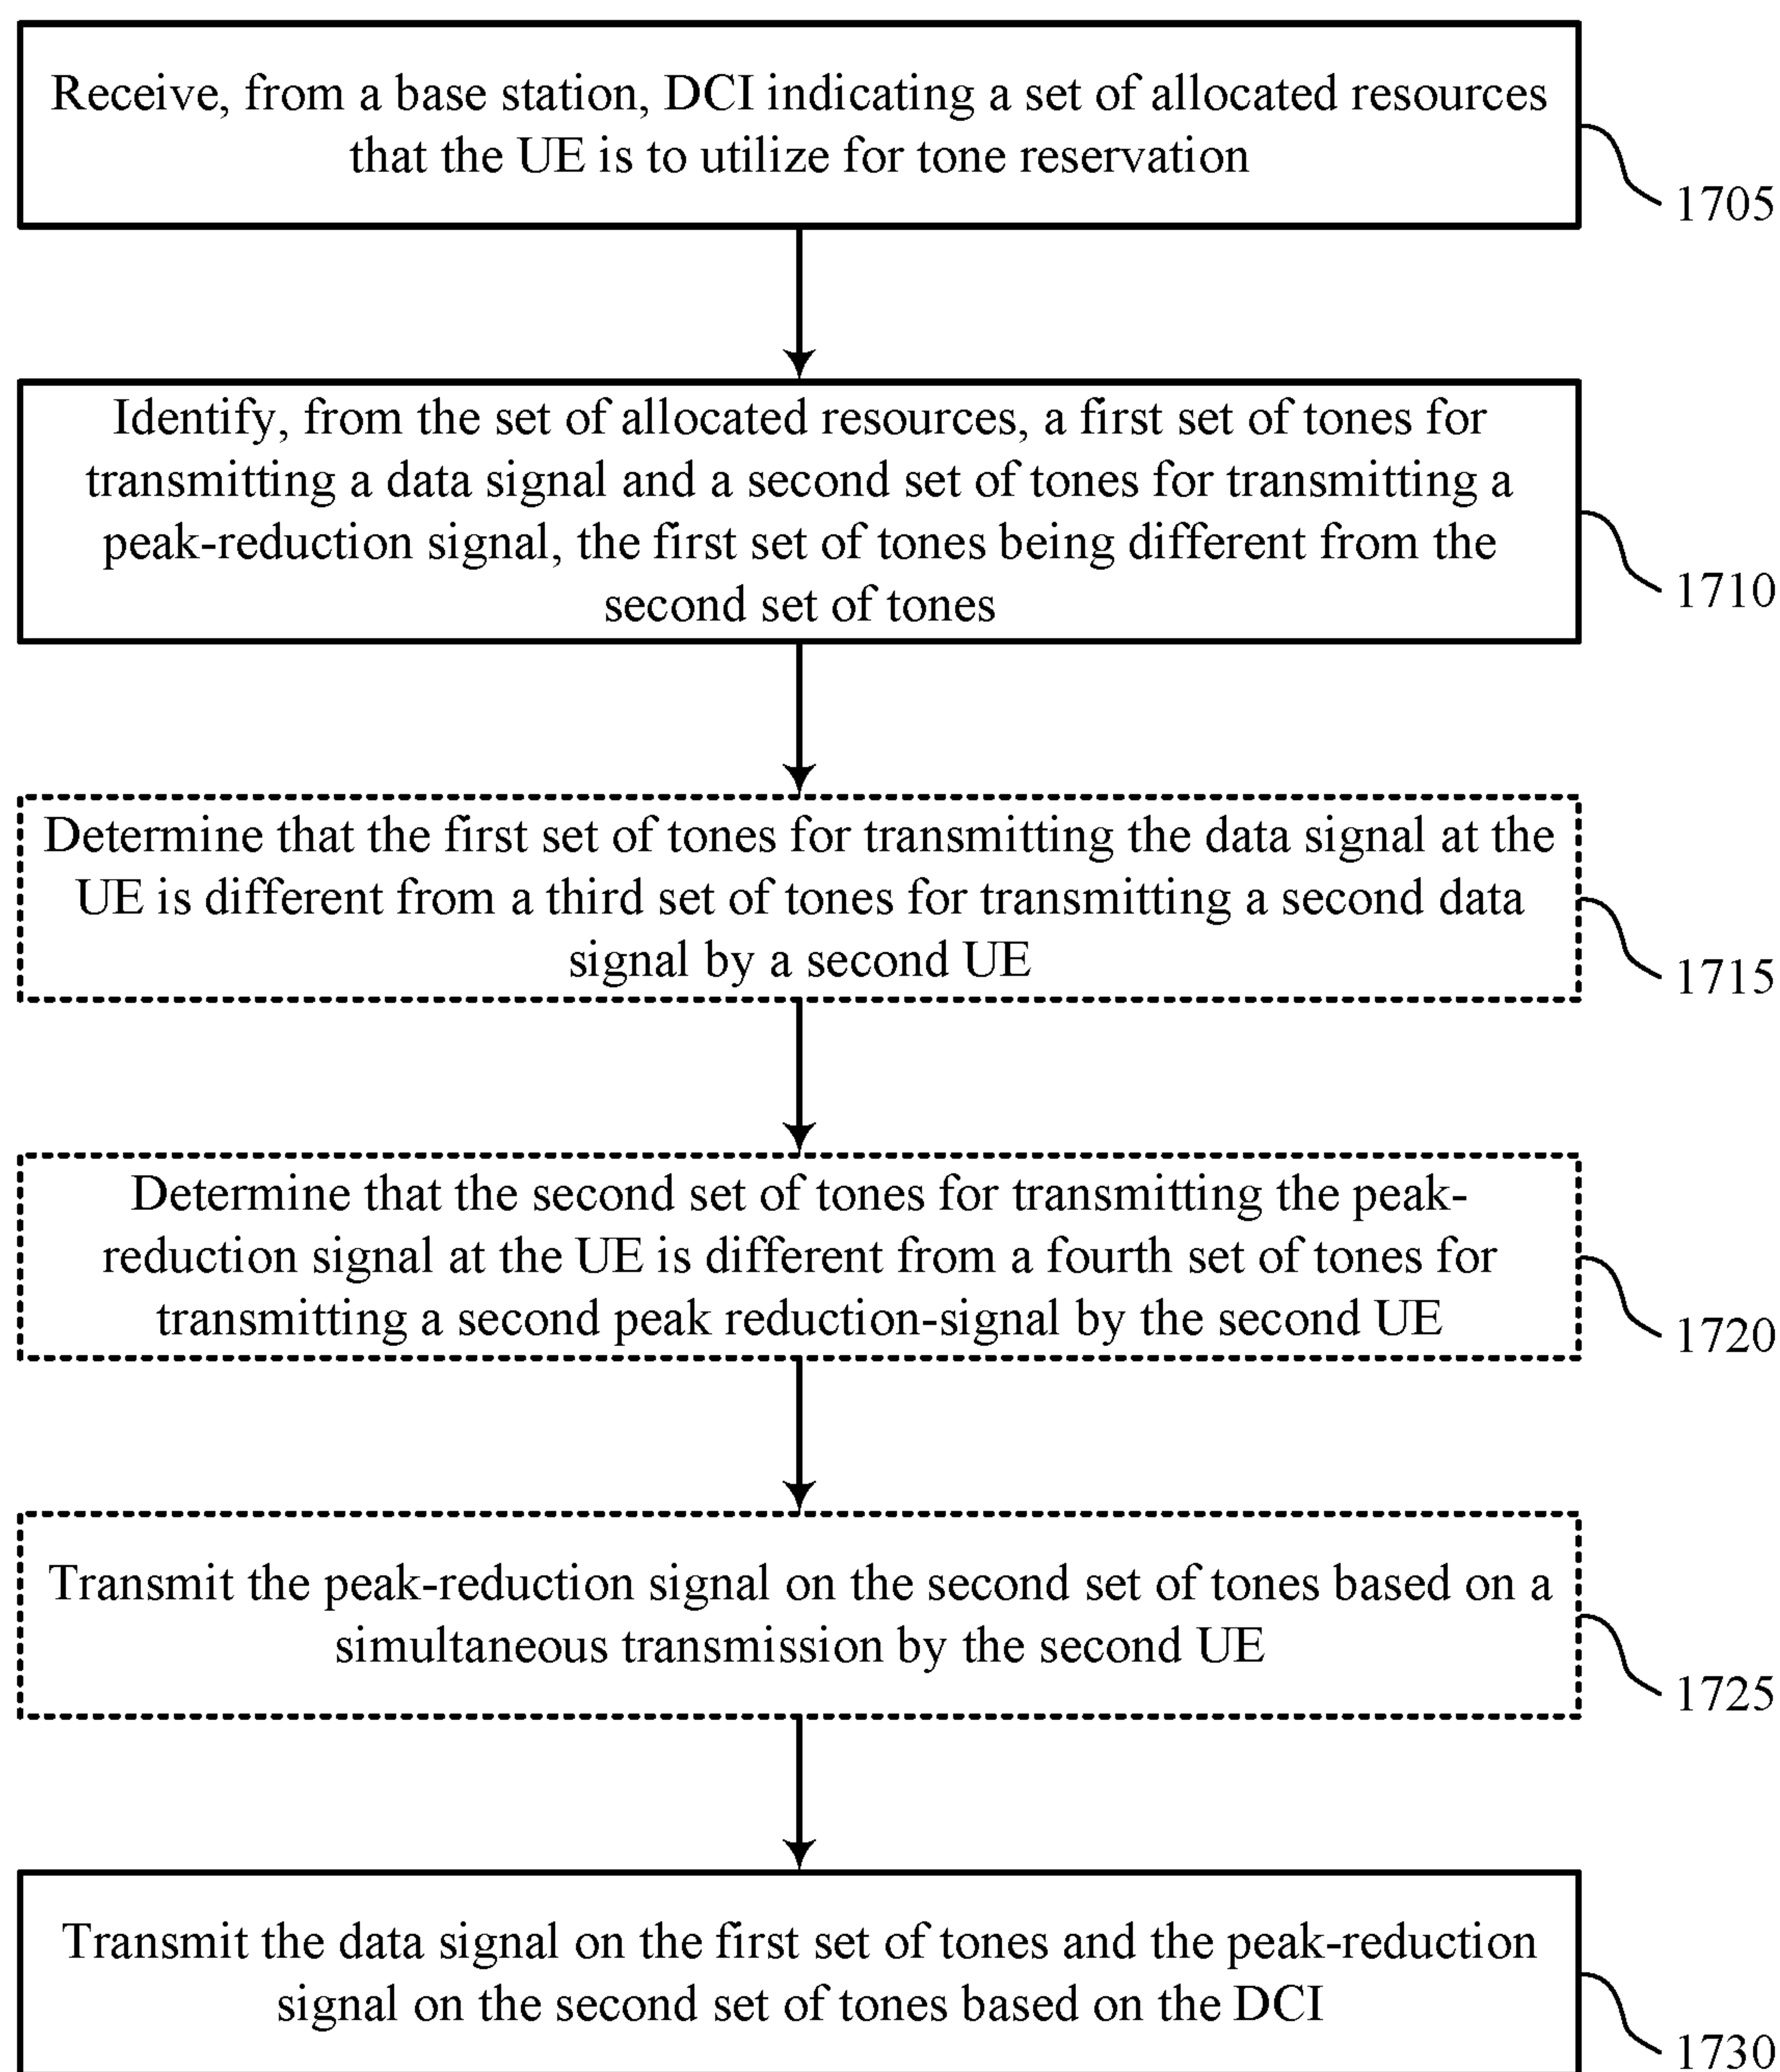 Receive, from a base station, DCI indicating a set of allocated resources
that the UE is to utilize for tone reservation
1705
Identify, from the set of allocated resources, a first set of tones for
transmitting a data signal and a second set of tones for transmitting a
peak-reduction signal, the first set of tones being different from the
second set of tones
1710
Determine that the first set of tones for transmitting the data signal at the
UE is different from a third set of tones for transmitting a second data
signal by a second UE
1715
Determine that the second set of tones for transmitting the peak-
reduction signal at the UE is different from a fourth set of tones for
transmitting a second peak reduction-signal by the second UE
1720
Transmit the peak-reduction signal on the second set of tones based on a
simultaneous transmission by the second UE
1725
Transmit the data signal on the first set of tones and the peak-reduction
signal on the second set of tones based on the DCI
1730